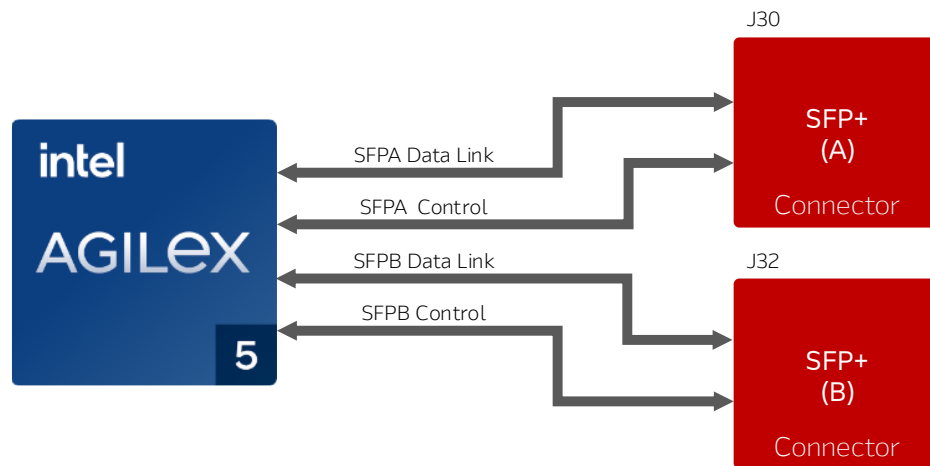 J30
SFP+
(A)
Connector
intel
AGILEX
5
SFPA Data Link
SFPA Control
SFPB Data Link
SFPB Control
J32
SFP+
(B)
Connector